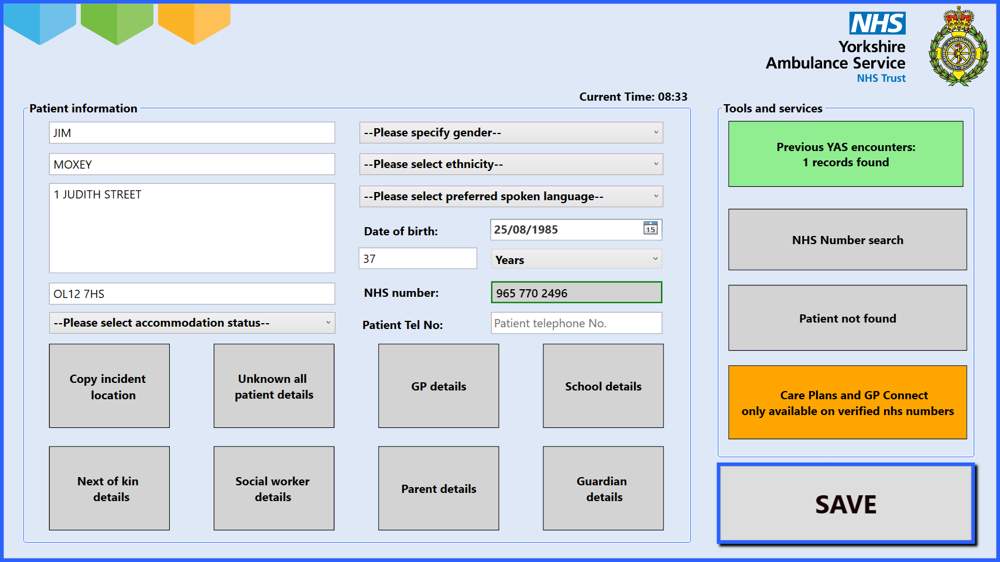 NHS
Yorkshire
Ambulance Service
NHS Trust
Current Time: 08:33
Patient information
JIM
MOXEY
1 JUDITH STREET
OL12 7HS
--Please select accommodation status--
--Please specify gender--
--Please select ethnicity--
--Please select preferred spoken language--
Date of birth:
25/08/1985
15
37
Years
NHS number:
965 770 2496
Patient Tel No:
Patient telephone No.
Copy incident
location
Unknown all
patient details
GP details
School details
Next of kin
details
Social worker
details
Parent details
Guardian
details
Tools and services
Previous YAS encounters:
1 records found
NHS Number search
Patient not found
Care Plans and GP Connect
only available on verified nhs numbers
SAVE